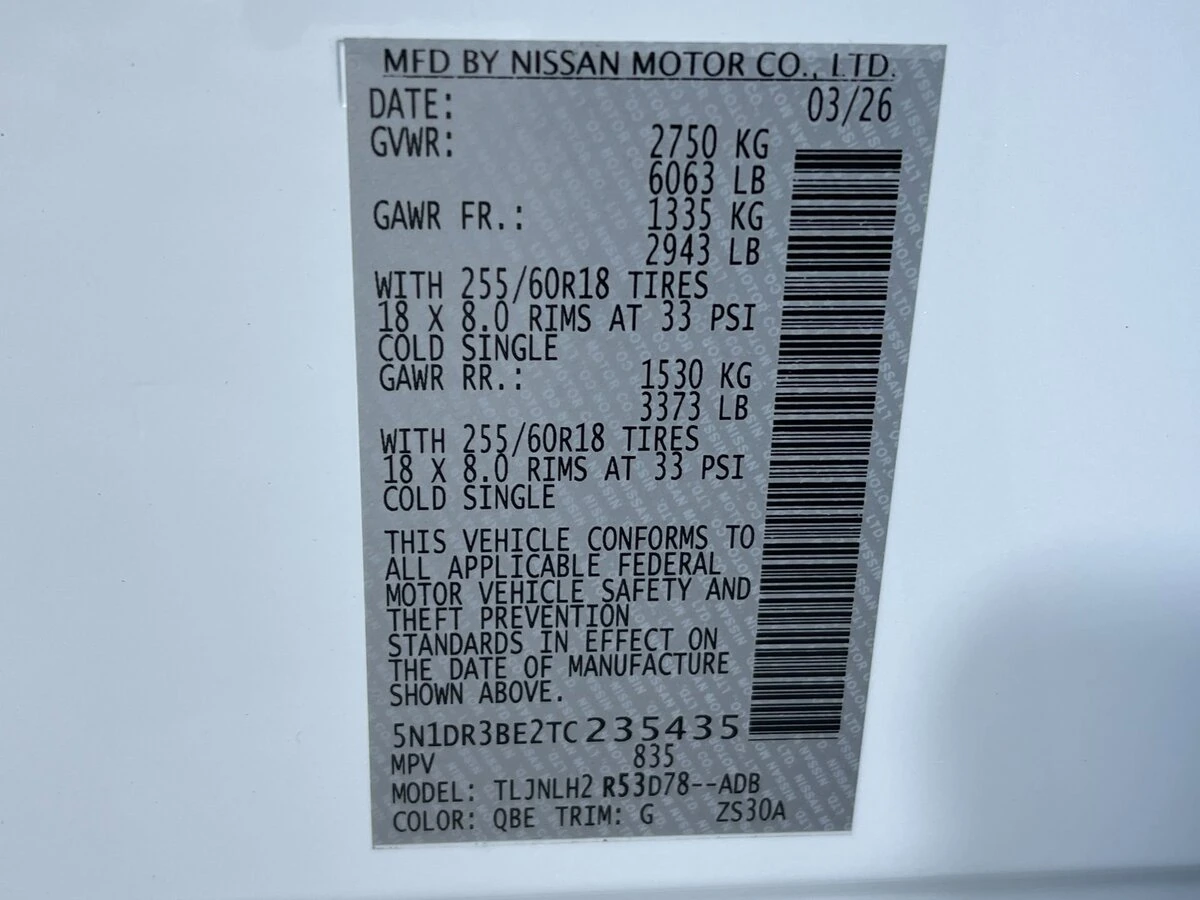 MFD BY NISSAN MOTOR CO., LTD.
DATE: 03/26
GVWR: 2750 KG
6063 LB
GAWR FR.: 1335 KG
2943 LB
WITH 255/60R18 TIRES
18 X 8.0 RIMS AT 33 PSI
COLD SINGLE
GAWR RR.: 1530 KG
3373 LB
WITH 255/60R18 TIRES
18 X 8.0 RIMS AT 33 PSI
COLD SINGLE
THIS VEHICLE CONFORMS TO
ALL APPLICABLE FEDERAL
MOTOR VEHICLE SAFETY AND
THEFT PREVENTION
STANDARDS IN EFFECT ON
THE DATE OF MANUFACTURE
SHOWN ABOVE.
5N1DR3BE2TC235435
MPV 835
MODEL: TLJNLH2 R53D78--ADB
COLOR: QBE TRIM: G ZS30A